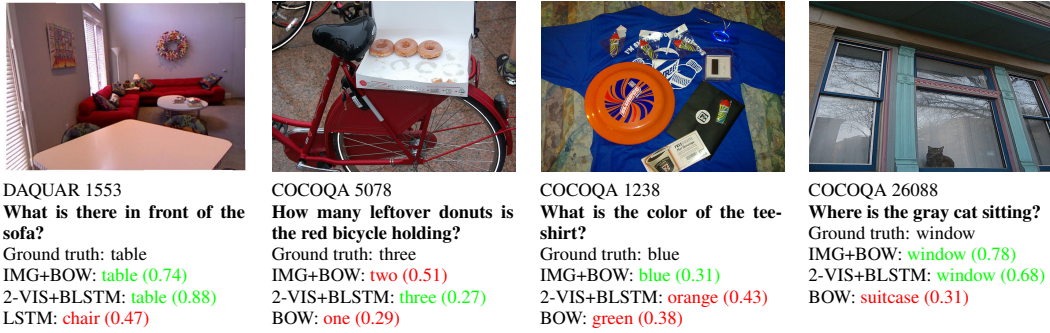 DAQUAR 1553
What is there in front of the
sofa?
Ground truth: table
IMG+BOW: table (0.74)
2-VIS+BLSTM: table (0.88)
LSTM: chair (0.47)
COCOQA 5078
How many leftover donuts is
the red bicycle holding?
Ground truth: three
IMG+BOW: two (0.51)
2-VIS+BLSTM: three (0.27)
BOW: one (0.29)
COCOQA 1238
What is the color of the tee-
shirt?
Ground truth: blue
IMG+BOW: blue (0.31)
2-VIS+BLSTM: orange (0.43)
BOW: green (0.38)
COCOQA 26088
Where is the gray cat sitting?
Ground truth: window
IMG+BOW: window (0.78)
2-VIS+BLSTM: window (0.68)
BOW: suitcase (0.31)